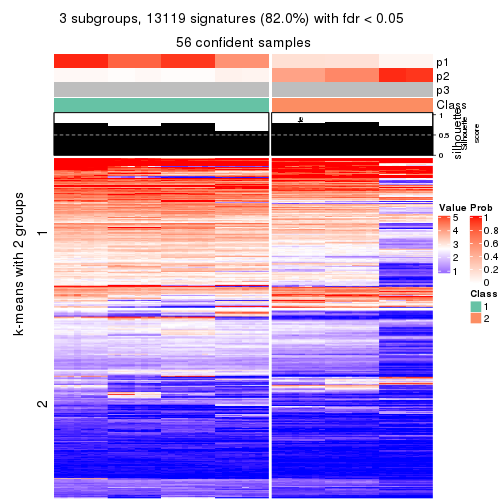 3 subgroups, 13119 signatures (82.0%) with fdr < 0.05
56 confident samples
p1
p2
p3
Class
1
0.5
0
silhouette
Silhouette
score
k-means with 2 groups
1
2
Value
5
4
3
2
1
Prob
1
0.8
0.6
0.4
0.2
0
Class
1
2